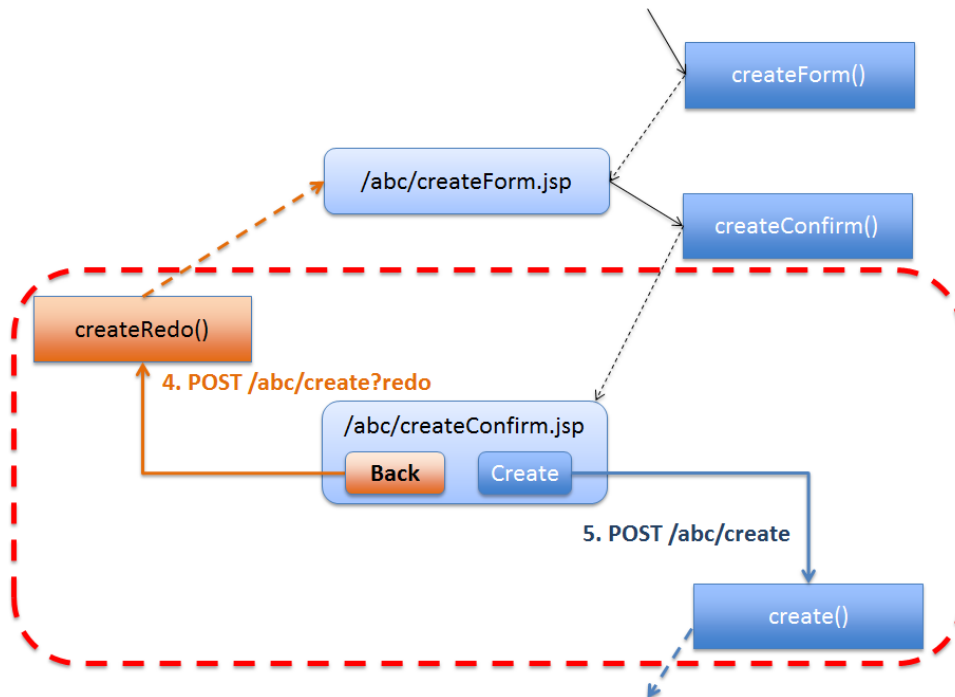 createForm()
/abc/createForm.jsp
createConfirm()
createRedo()
4. POST /abc/create?redo
/abc/createConfirm.jsp
Back
Create
5. POST /abc/create
create()